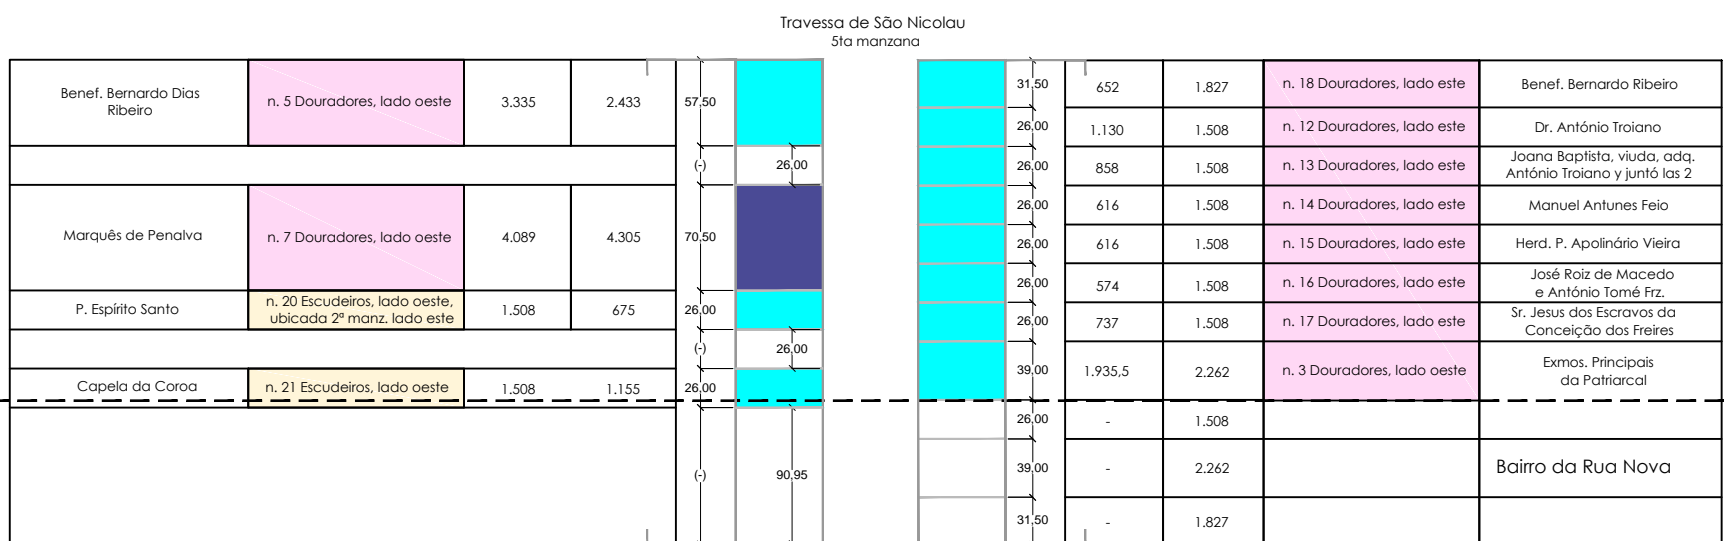 Travessa de São Nicolau
5ta manzana
Benef. Bernardo Dias
Ribeiro
n. 5 Douradores, lado oeste
3.335
2.433
57,50
(-)
26,00
Marquês de Penalva
n. 7 Douradores, lado oeste
4.089
4.305
70,50
P. Espírito Santo
n. 20 Escudeiros, lado oeste,
ubicada 2ª manz. lado este
1.508
675
26,00
(-)
26,00
Capela da Coroa
n. 21 Escudeiros, lado oeste
1.508
1.155
26,00
(-)
90,95
31,50
652
1.827
n. 18 Douradores, lado este
Benef. Bernardo Ribeiro
26,00
1.130
1.508
n. 12 Douradores, lado este
Dr. António Troiano
26,00
858
1.508
n. 13 Douradores, lado este
Joana Baptista, viuda, adq.
António Troiano y juntó las 2
26,00
616
1.508
n. 14 Douradores, lado este
Manuel Antunes Feio
26,00
616
1.508
n. 15 Douradores, lado este
Herd. P. Apolinário Vieira
26,00
574
1.508
n. 16 Douradores, lado este
José Roiz de Macedo
e António Tomé Frz.
26,00
737
1.508
n. 17 Douradores, lado este
Sr. Jesus dos Escravos da
Conceição dos Freires
39,00
1.935,5
2.262
n. 3 Douradores, lado oeste
Exmos. Principais
da Patriarcal
26,00
-
1.508
39,00
-
2.262
Bairro da Rua Nova
31,50
-
1.827